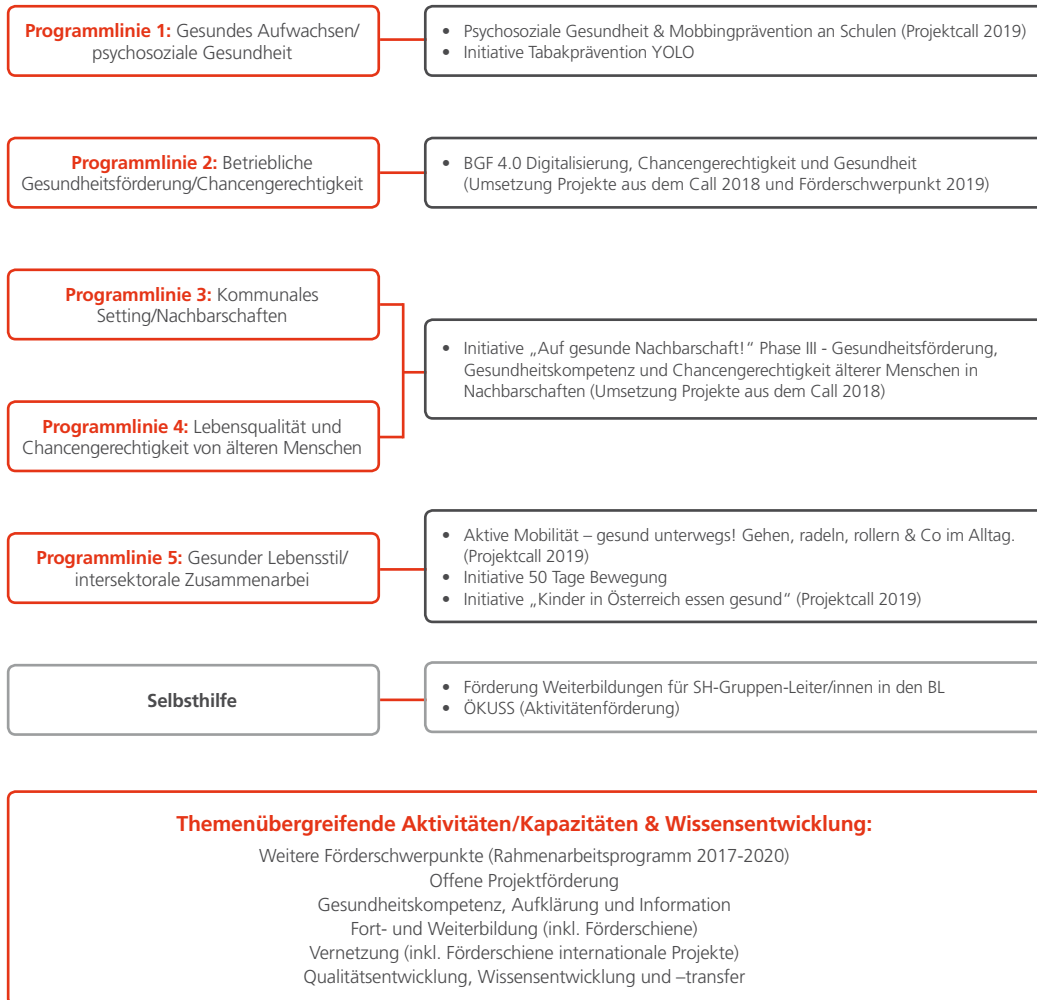 Programmlinie 1: Gesundes Aufwachsen/
psychosoziale Gesundheit
• Psychosoziale Gesundheit & Mobbingprävention an Schulen (Projektcall 2019)
• Initiative Tabakprävention YOLO
Programmlinie 2: Betriebliche
Gesundheitsförderung/Chancengerechtigkeit
• BGF 4.0 Digitalisierung, Chancengerechtigkeit und Gesundheit
(Umsetzung Projekte aus dem Call 2018 und Förderschwerpunkt 2019)
Programmlinie 3: Kommunales
Setting/Nachbarschaften
Programmlinie 4: Lebensqualität und
Chancengerechtigkeit von älteren Menschen
• Initiative „Auf gesunde Nachbarschaft!“ Phase III - Gesundheitsförderung,
Gesundheitskompetenz und Chancengerechtigkeit älterer Menschen in
Nachbarschaften (Umsetzung Projekte aus dem Call 2018)
Programmlinie 5: Gesunder Lebensstil/
intersektorale Zusammenarbei
• Aktive Mobilität – gesund unterwegs! Gehen, radeln, rollern & Co im Alltag.
(Projektcall 2019)
• Initiative 50 Tage Bewegung
• Initiative „Kinder in Österreich essen gesund“ (Projektcall 2019)
Selbsthilfe
• Förderung Weiterbildungen für SH-Gruppen-Leiter/innen in den BL
• ÖKUSS (Aktivitätenförderung)
Themenübergreifende Aktivitäten/Kapazitäten & Wissensentwicklung:
Weitere Förderschwerpunkte (Rahmenarbeitsprogramm 2017-2020)
Offene Projektförderung
Gesundheitskompetenz, Aufklärung und Information
Fort- und Weiterbildung (inkl. Förderschiene)
Vernetzung (inkl. Förderschiene internationale Projekte)
Qualitätsentwicklung, Wissensentwicklung und –transfer